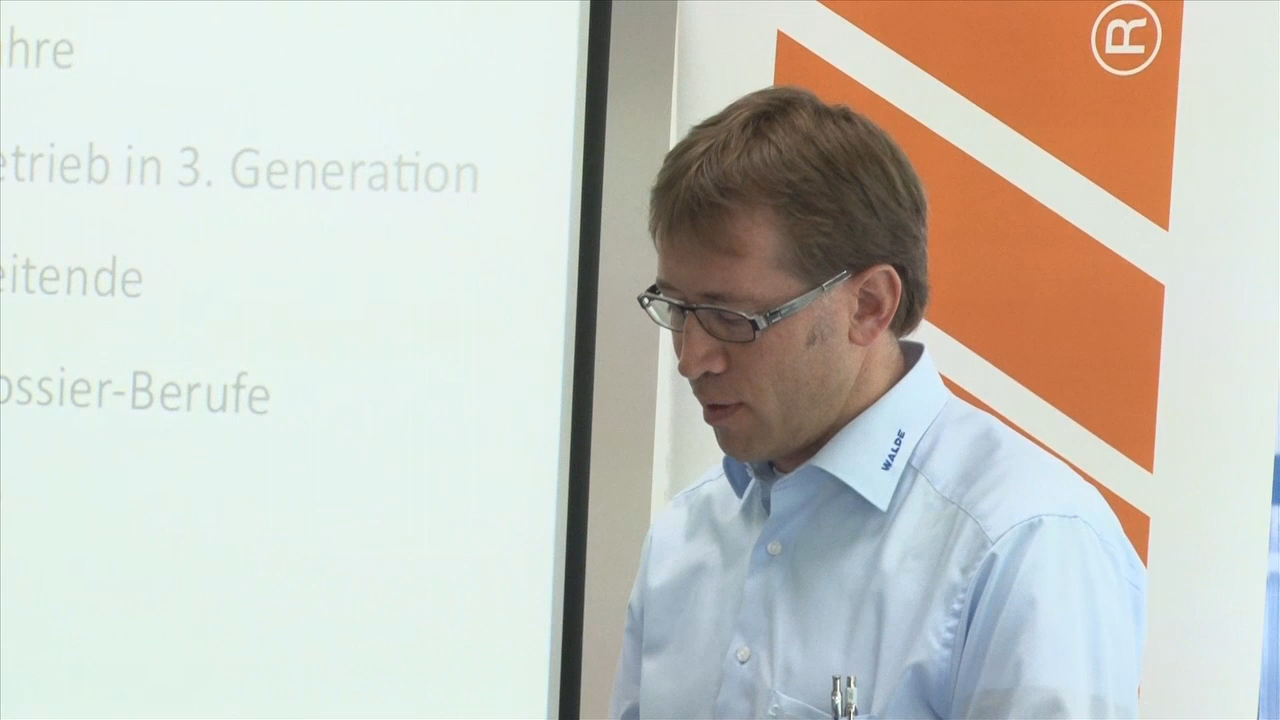 ahre
etrieb in 3. Generation
eitende
ossier-Berufe
®
WALDE